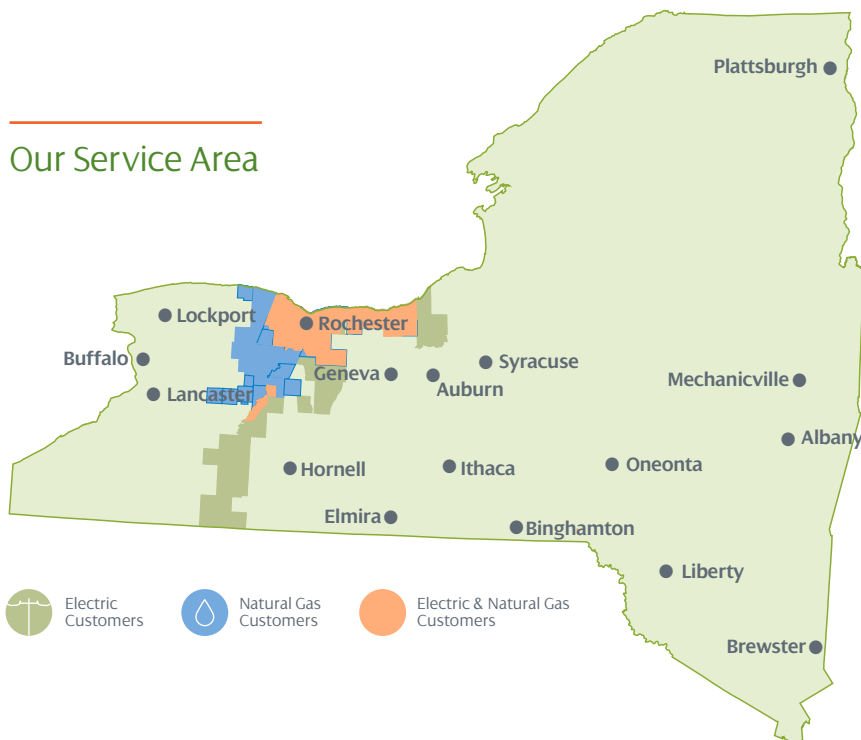 Plattsburgh
Our Service Area
Lockport
Rochester
Buffalo
Syracuse
Geneva
Auburn
Mechanicville
Lancaster
Albany
Hornell
Ithaca
Oneonta
Elmira
Binghamton
Liberty
Electric
Customers
Natural Gas
Customers
Electric & Natural Gas
Customers
Brewster